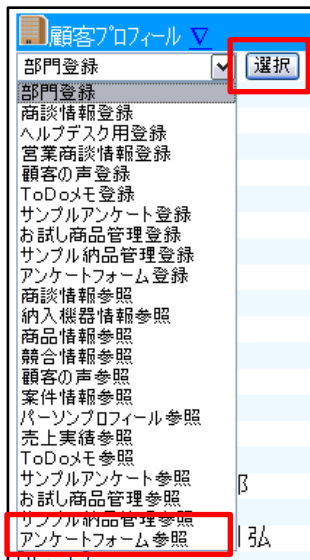 顧客プロフィール ▽
部門登録
選択
部門登録
商談情報登録
ヘルプデスク用登録
営業商談情報登録
顧客の声登録
ToDoメモ登録
サンプルアンケート登録
お試し商品管理登録
サンプル納品管理登録
アンケートフォーム登録
商談情報参照
納入機器情報参照
商品情報参照
競合情報参照
顧客の声参照
案件情報参照
パーソンプロフィール参照
売上実績参照
ToDoメモ参照
サンプルアンケート参照
お試し商品管理参照
サンプル納品管理参照
アンケートフォーム参照
弘